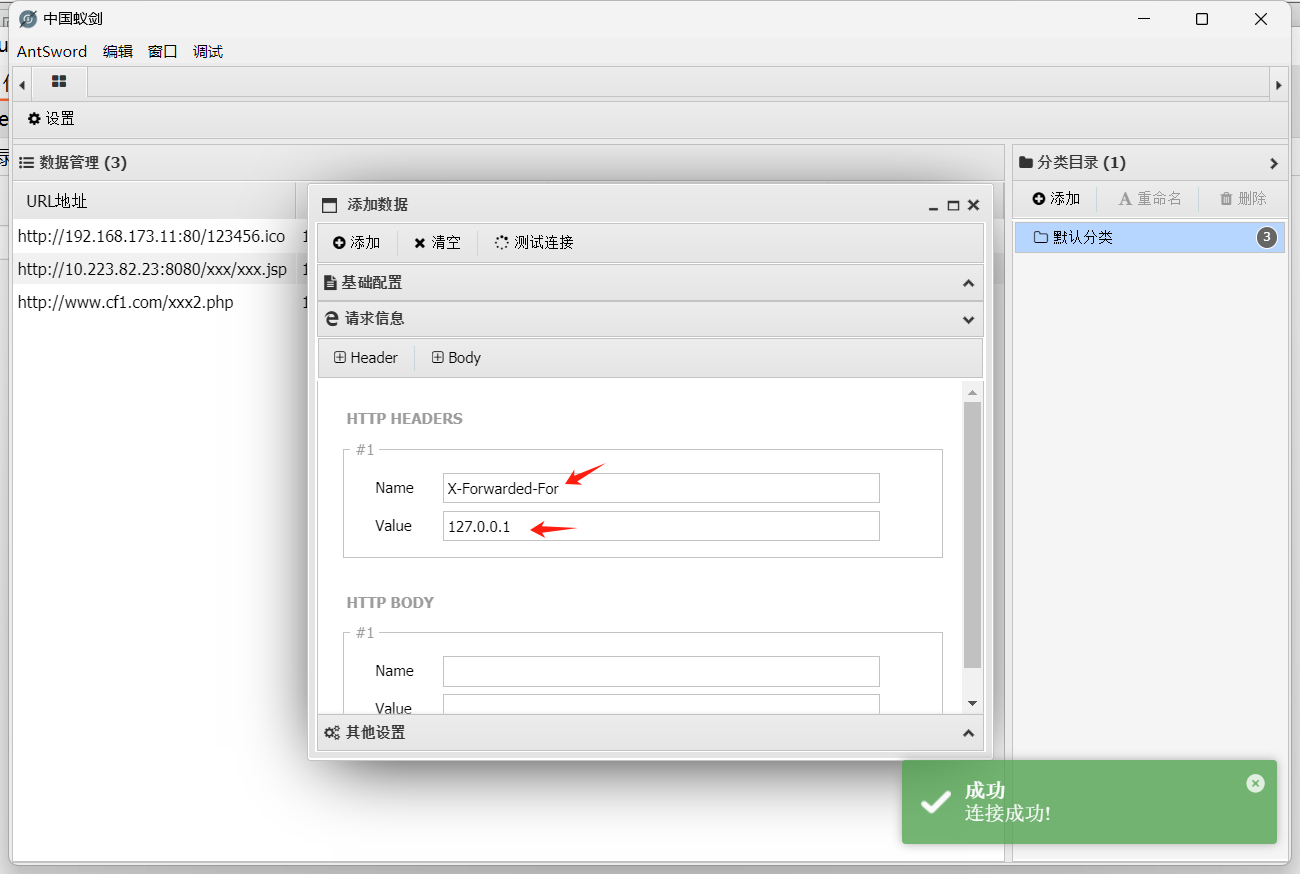 中国蚁剑
AntSword 编辑 窗口 调试
设置
数据管理 (3)
URL地址
http://192.168.173.11:80/123456.ico 1
http://10.223.82.23:8080/xxx/xxx.jsp 1
http://www.cf1.com/xxx2.php 1
添加数据
添加 清空 测试连接
基础配置
请求信息
Header Body
HTTP HEADERS
#1
Name X-Forwarded-For
Value 127.0.0.1
HTTP BODY
#1
Name
Value
其他设置
分类目录 (1)
添加 重命名 删除
默认分类 3
成功
连接成功!